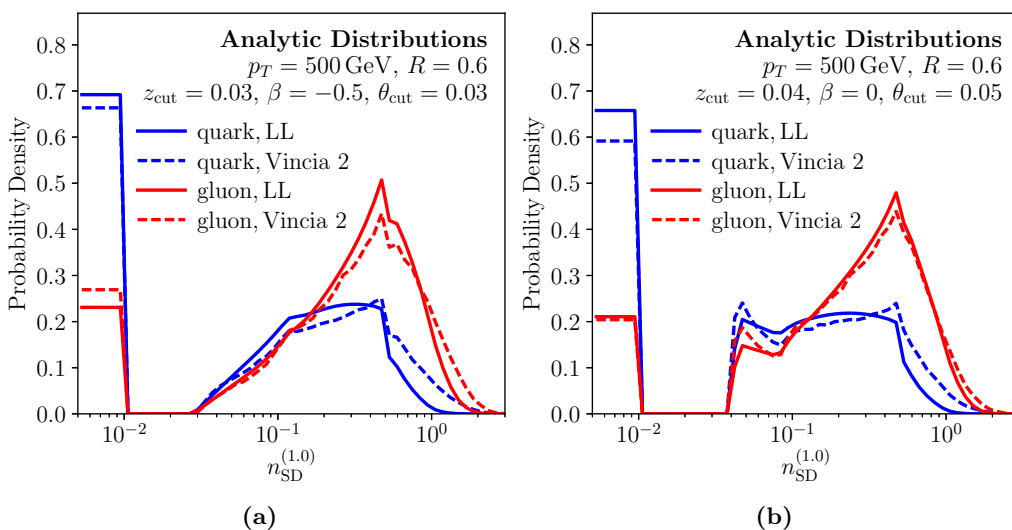 Analytic Distributions
p_T = 500 GeV, R = 0.6
z_cut = 0.03, β = −0.5, θ_cut = 0.03
quark, LL
quark, Vincia 2
gluon, LL
gluon, Vincia 2
Probability Density
0.8
0.7
0.6
0.5
0.4
0.3
0.2
0.1
0.0
10^−2 10^−1 10^0
n_SD^(1.0)
(a)
Analytic Distributions
p_T = 500 GeV, R = 0.6
z_cut = 0.04, β = 0, θ_cut = 0.05
quark, LL
quark, Vincia 2
gluon, LL
gluon, Vincia 2
Probability Density
0.8
0.7
0.6
0.5
0.4
0.3
0.2
0.1
0.0
10^−2 10^−1 10^0
n_SD^(1.0)
(b)